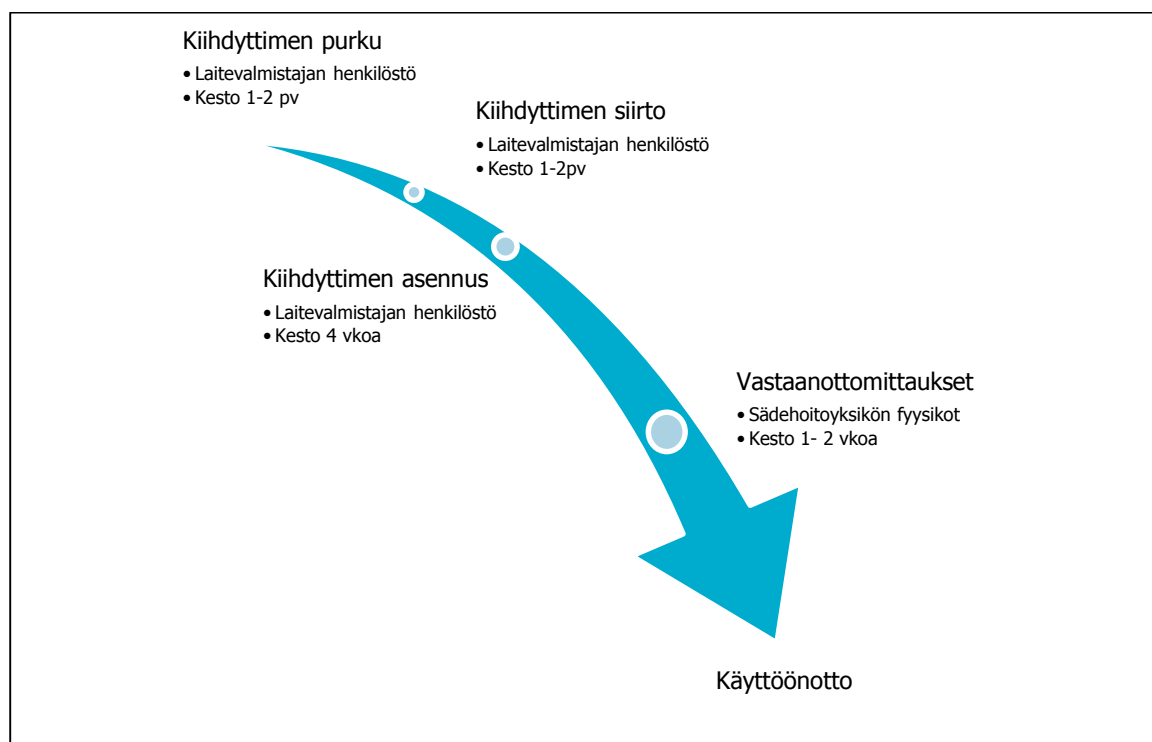 Kiihdyttimen purku
• Laitevalmistajan henkilöstö
• Kesto 1-2 pv
Kiihdyttimen siirto
• Laitevalmistajan henkilöstö
• Kesto 1-2pv
Kiihdyttimen asennus
• Laitevalmistajan henkilöstö
• Kesto 4 vkoa
Vastaanottomittaukset
• Sädehoitoyksikön fyysikot
• Kesto 1- 2 vkoa
Käyttöönotto